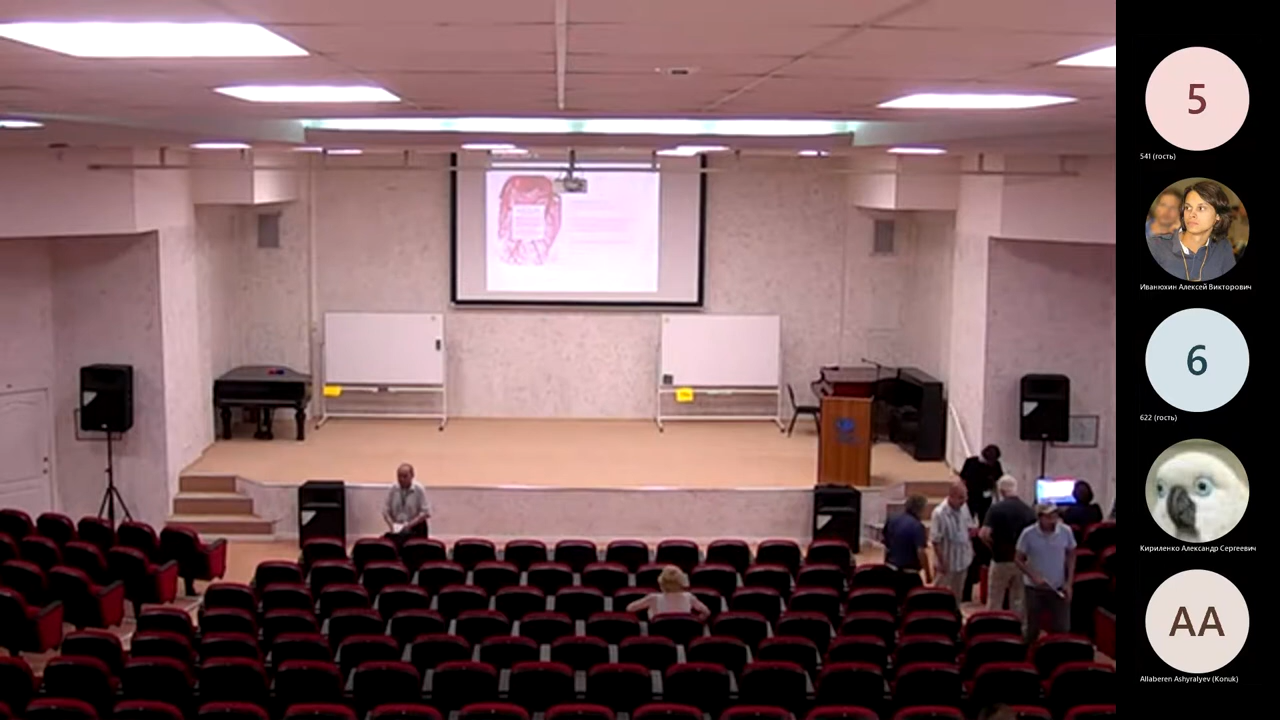 5
541 (гость)
Иванюхин Алексей Викторович
6
622 (гость)
Кириленко Александр Сергеевич
AA
Allaberen Ashyralyev (Konuk)